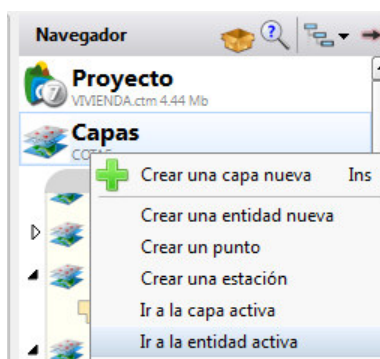 Navegador
Proyecto
VIVIENDA.ctm 4.44 Mb
Capas
COTAS
Crear una capa nueva Ins
Crear una entidad nueva
Crear un punto
Crear una estación
Ir a la capa activa
Ir a la entidad activa